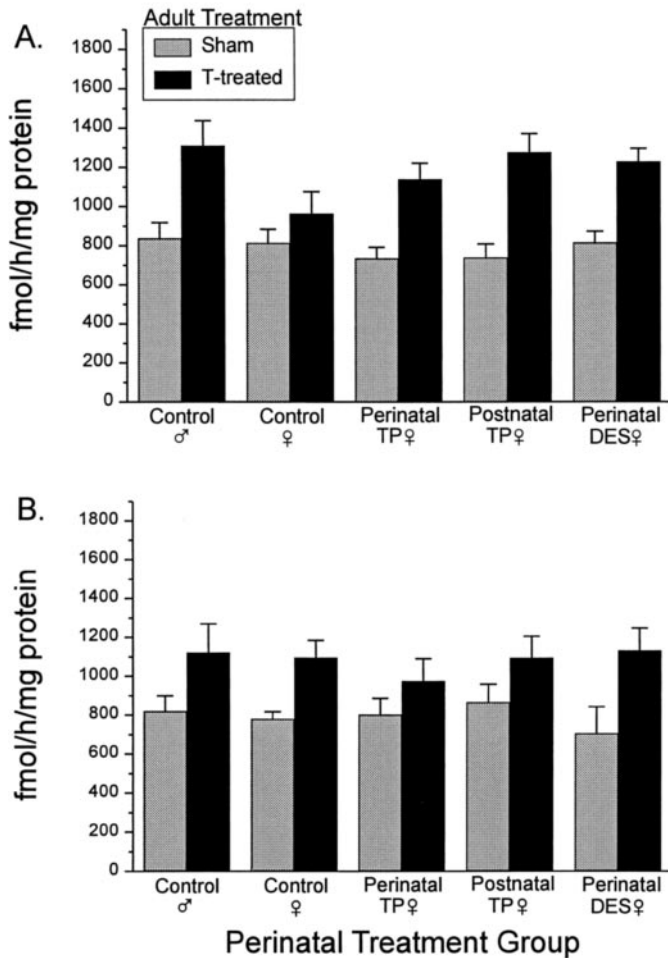 A.
Adult Treatment
Sham
T-treated
fmol/h/mg protein
1800
1600
1400
1200
1000
800
600
400
200
0
Control Control Perinatal Postnatal Perinatal
♂ ♀ TP♀ TP♀ DES♀
B.
fmol/h/mg protein
1800
1600
1400
1200
1000
800
600
400
200
0
Control Control Perinatal Postnatal Perinatal
♂ ♀ TP♀ TP♀ DES♀
Perinatal Treatment Group